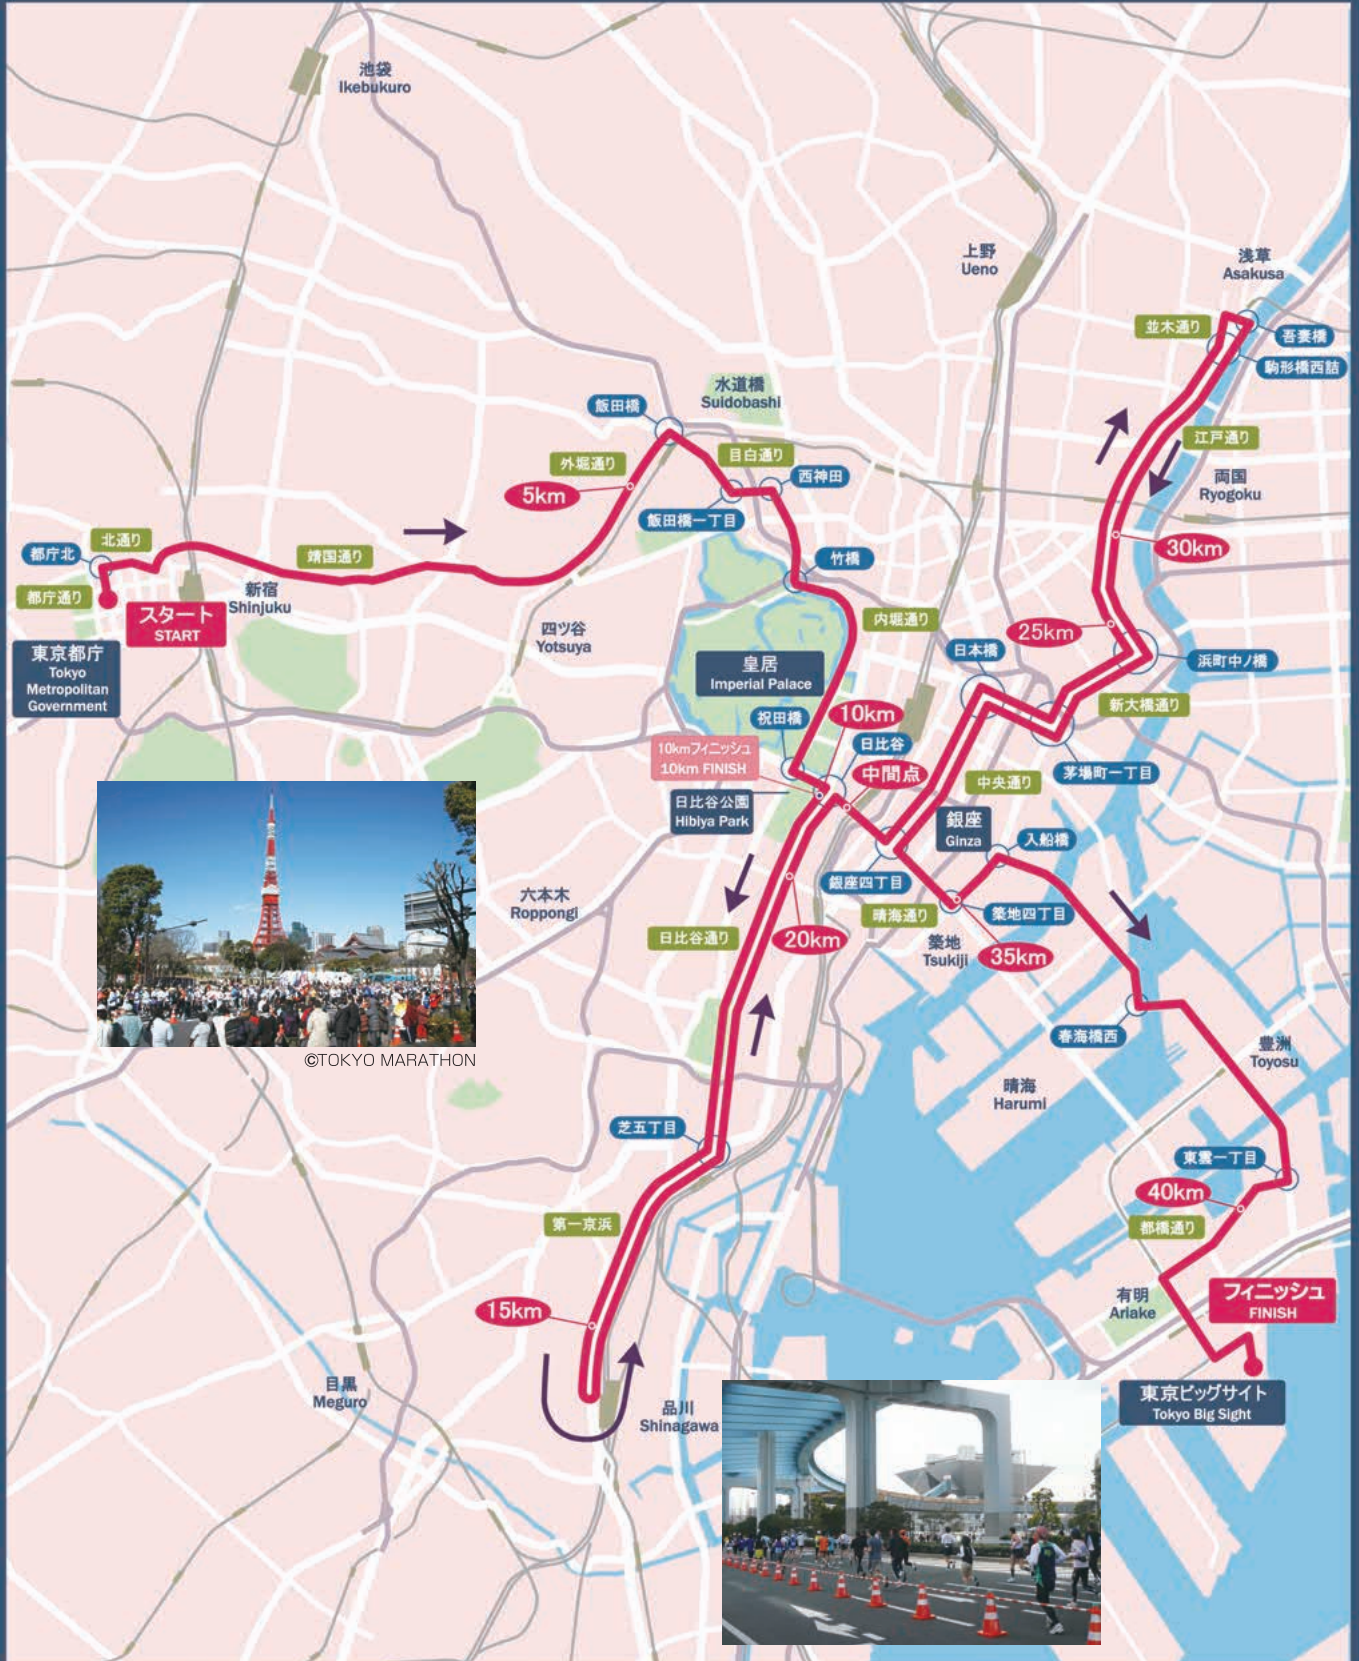 池袋
Ikebukuro
上野
Ueno
浅草
Asakusa
並木通り
吾妻橋
駒形橋西詰
水道橋
Suidobashi
飯田橋
目白通り
江戸通り
外堀通り
西神田
両国
Ryogoku
5km
飯田橋一丁目
北通り
都庁北
靖国通り
竹橋
30km
都庁通り
新宿
Shinjuku
スタート
START
四ツ谷
Yotsuya
内堀通り
25km
日本橋
浜町中ノ橋
東京都庁
Tokyo
Metropolitan
Government
皇居
Imperial Palace
新大橋通り
祝田橋
10km
日比谷
10kmフィニッシュ
10km FINISH
中間点
中央通り
茅場町一丁目
日比谷公園
Hibiya Park
銀座
Ginza
入船橋
銀座四丁目
六本木
Roppongi
晴海通り
築地四丁目
日比谷通り
20km
築地
Tsukiji
35km
春海橋西
豊洲
Toyosu
©TOKYO MARATHON
晴海
Harumi
芝五丁目
東雲一丁目
40km
都橋通り
第一京浜
15km
有明
Ariake
フィニッシュ
FINISH
目黒
Meguro
品川
Shinagawa
東京ビッグサイト
Tokyo Big Sight